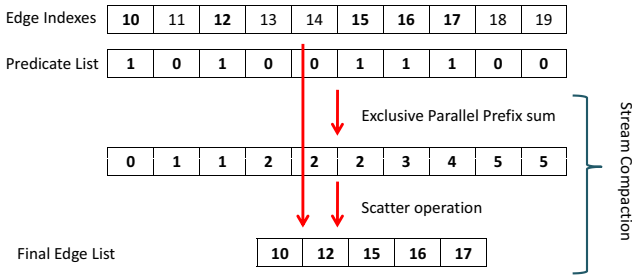 Edge Indexes 10 11 12 13 14 15 16 17 18 19
Predicate List 1 0 1 0 0 1 1 1 0 0
Exclusive Parallel Prefix sum
0 1 1 2 2 2 3 4 5 5
Scatter operation
Final Edge List 10 12 15 16 17
Stream Compaction